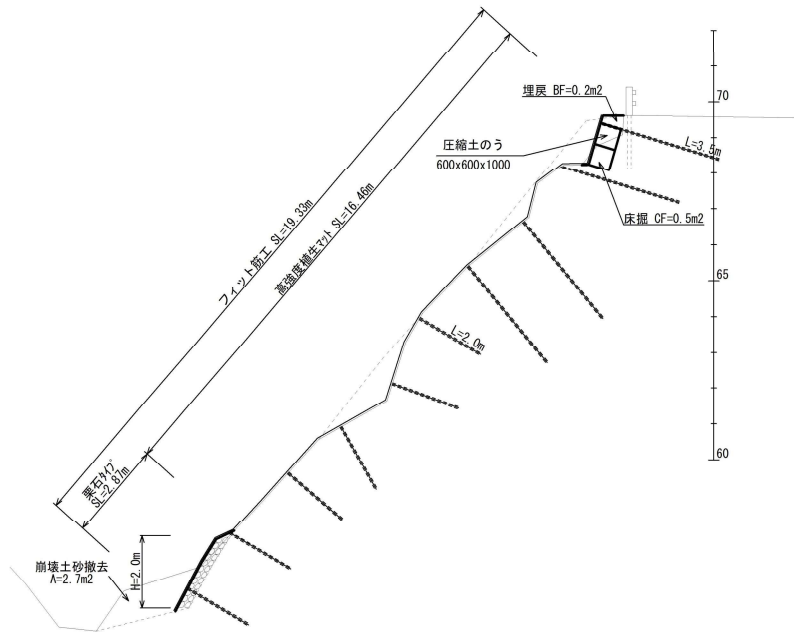 埋戻 BF=0.2m2
圧縮土のう
600x600x1000
L=3.5m
床掘 CF=0.5m2
70
65
60
フィット筋工 SL=19.33m
高強度植生ﾏｯﾄ SL=16.46m
L=2.0m
栗石ﾀｲﾌﾟ
SL=2.87m
崩壊土砂撤去
A=2.7m2
H=2.0m